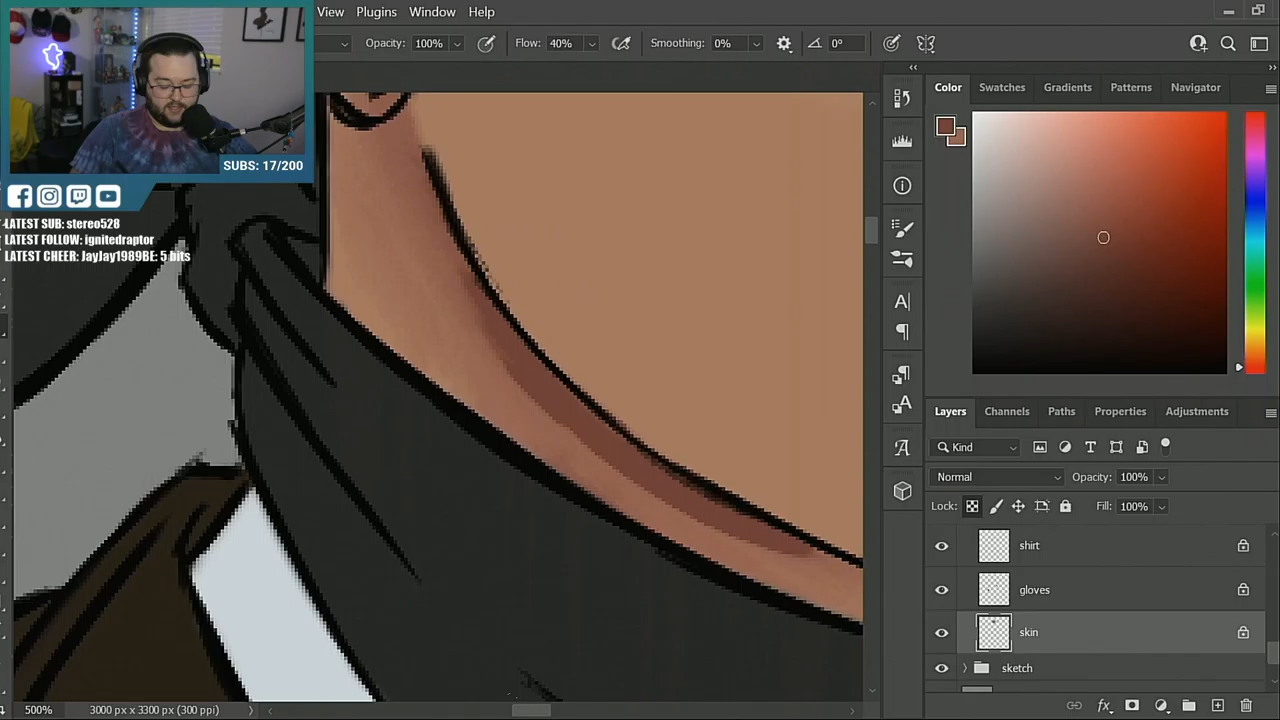 View Plugins Window Help
Opacity: 100% Flow: 40% Smoothing: 0% 0°
SUBS: 17/200
LATEST SUB: stereo528
LATEST FOLLOW: ignitedraptor
LATEST CHEER: JayJay1989BE: 5 bits
Color Swatches Gradients Patterns Navigator
Layers Channels Paths Properties Adjustments
Kind
Normal Opacity: 100%
Lock: Fill: 100%
shirt
gloves
skin
sketch
500% 3000 px x 3300 px (300 ppi)